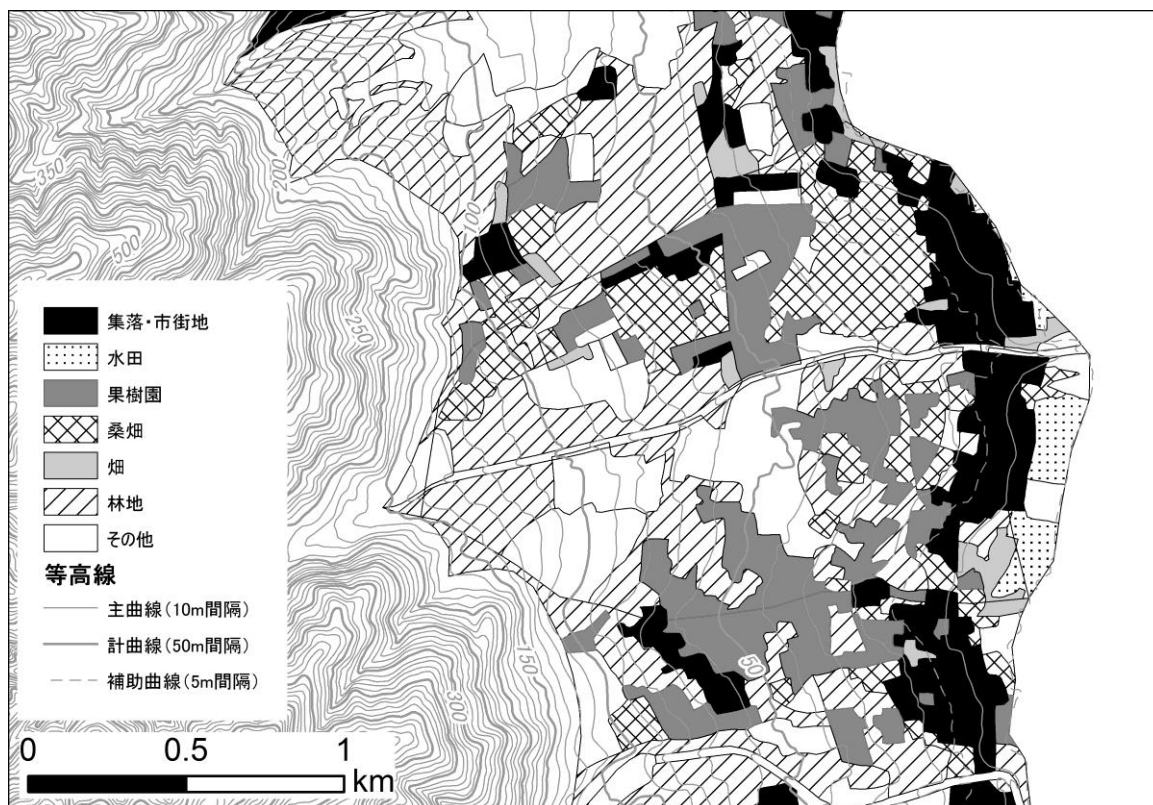 350
500
200
100
250
集落・市街地
水田
果樹園
桑畑
畑
林地
その他
等高線
主曲線(10m間隔)
計曲線(50m間隔)
補助曲線(5m間隔)
150
50
300
0 0.5 1
km